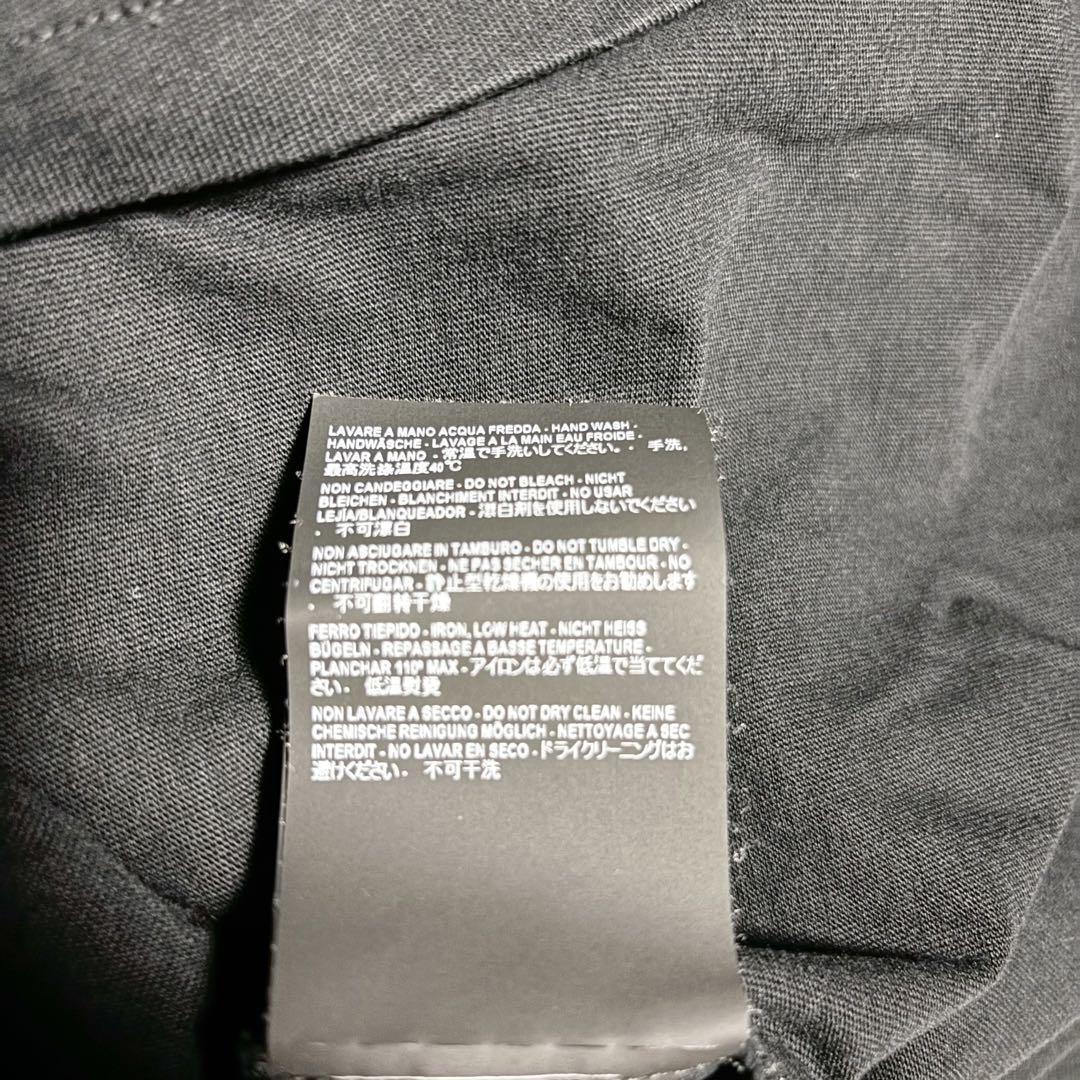 LAVARE A MANO ACQUA FREDDA - HAND WASH -
HANDWÄSCHE - LAVAGE A LA MAIN EAU FROIDE -
LAVAR A MANO - 常温で手洗いしてください。 - 手洗,
最高洗涤温度40℃
NON CANDEGGIARE - DO NOT BLEACH - NICHT
BLEICHEN - BLANCHIMENT INTERDIT - NO USAR
LEJIA/BLANQUEADOR - 漂白剤を使用しないでください
- 不可漂白
NON ASCIUGARE IN TAMBURO - DO NOT TUMBLE DRY -
NICHT TROCKNEN - NE PAS SECHER EN TAMBOUR - NO
CENTRIFUGAR - 静止型乾燥機の使用をお勧めします
- 不可翻转干燥
FERRO TIEPIDO - IRON, LOW HEAT - NICHT HEISS
BÜGELN - REPASSAGE A BASSE TEMPERATURE -
PLANCHAR 110º MAX - アイロンは必ず低温で当ててくだ
さい - 低温熨烫
NON LAVARE A SECCO - DO NOT DRY CLEAN - KEINE
CHEMISCHE REINIGUNG MÖGLICH - NETTOYAGE A SEC
INTERDIT - NO LAVAR EN SECO - ドライクリーニングはお
避けください - 不可干洗